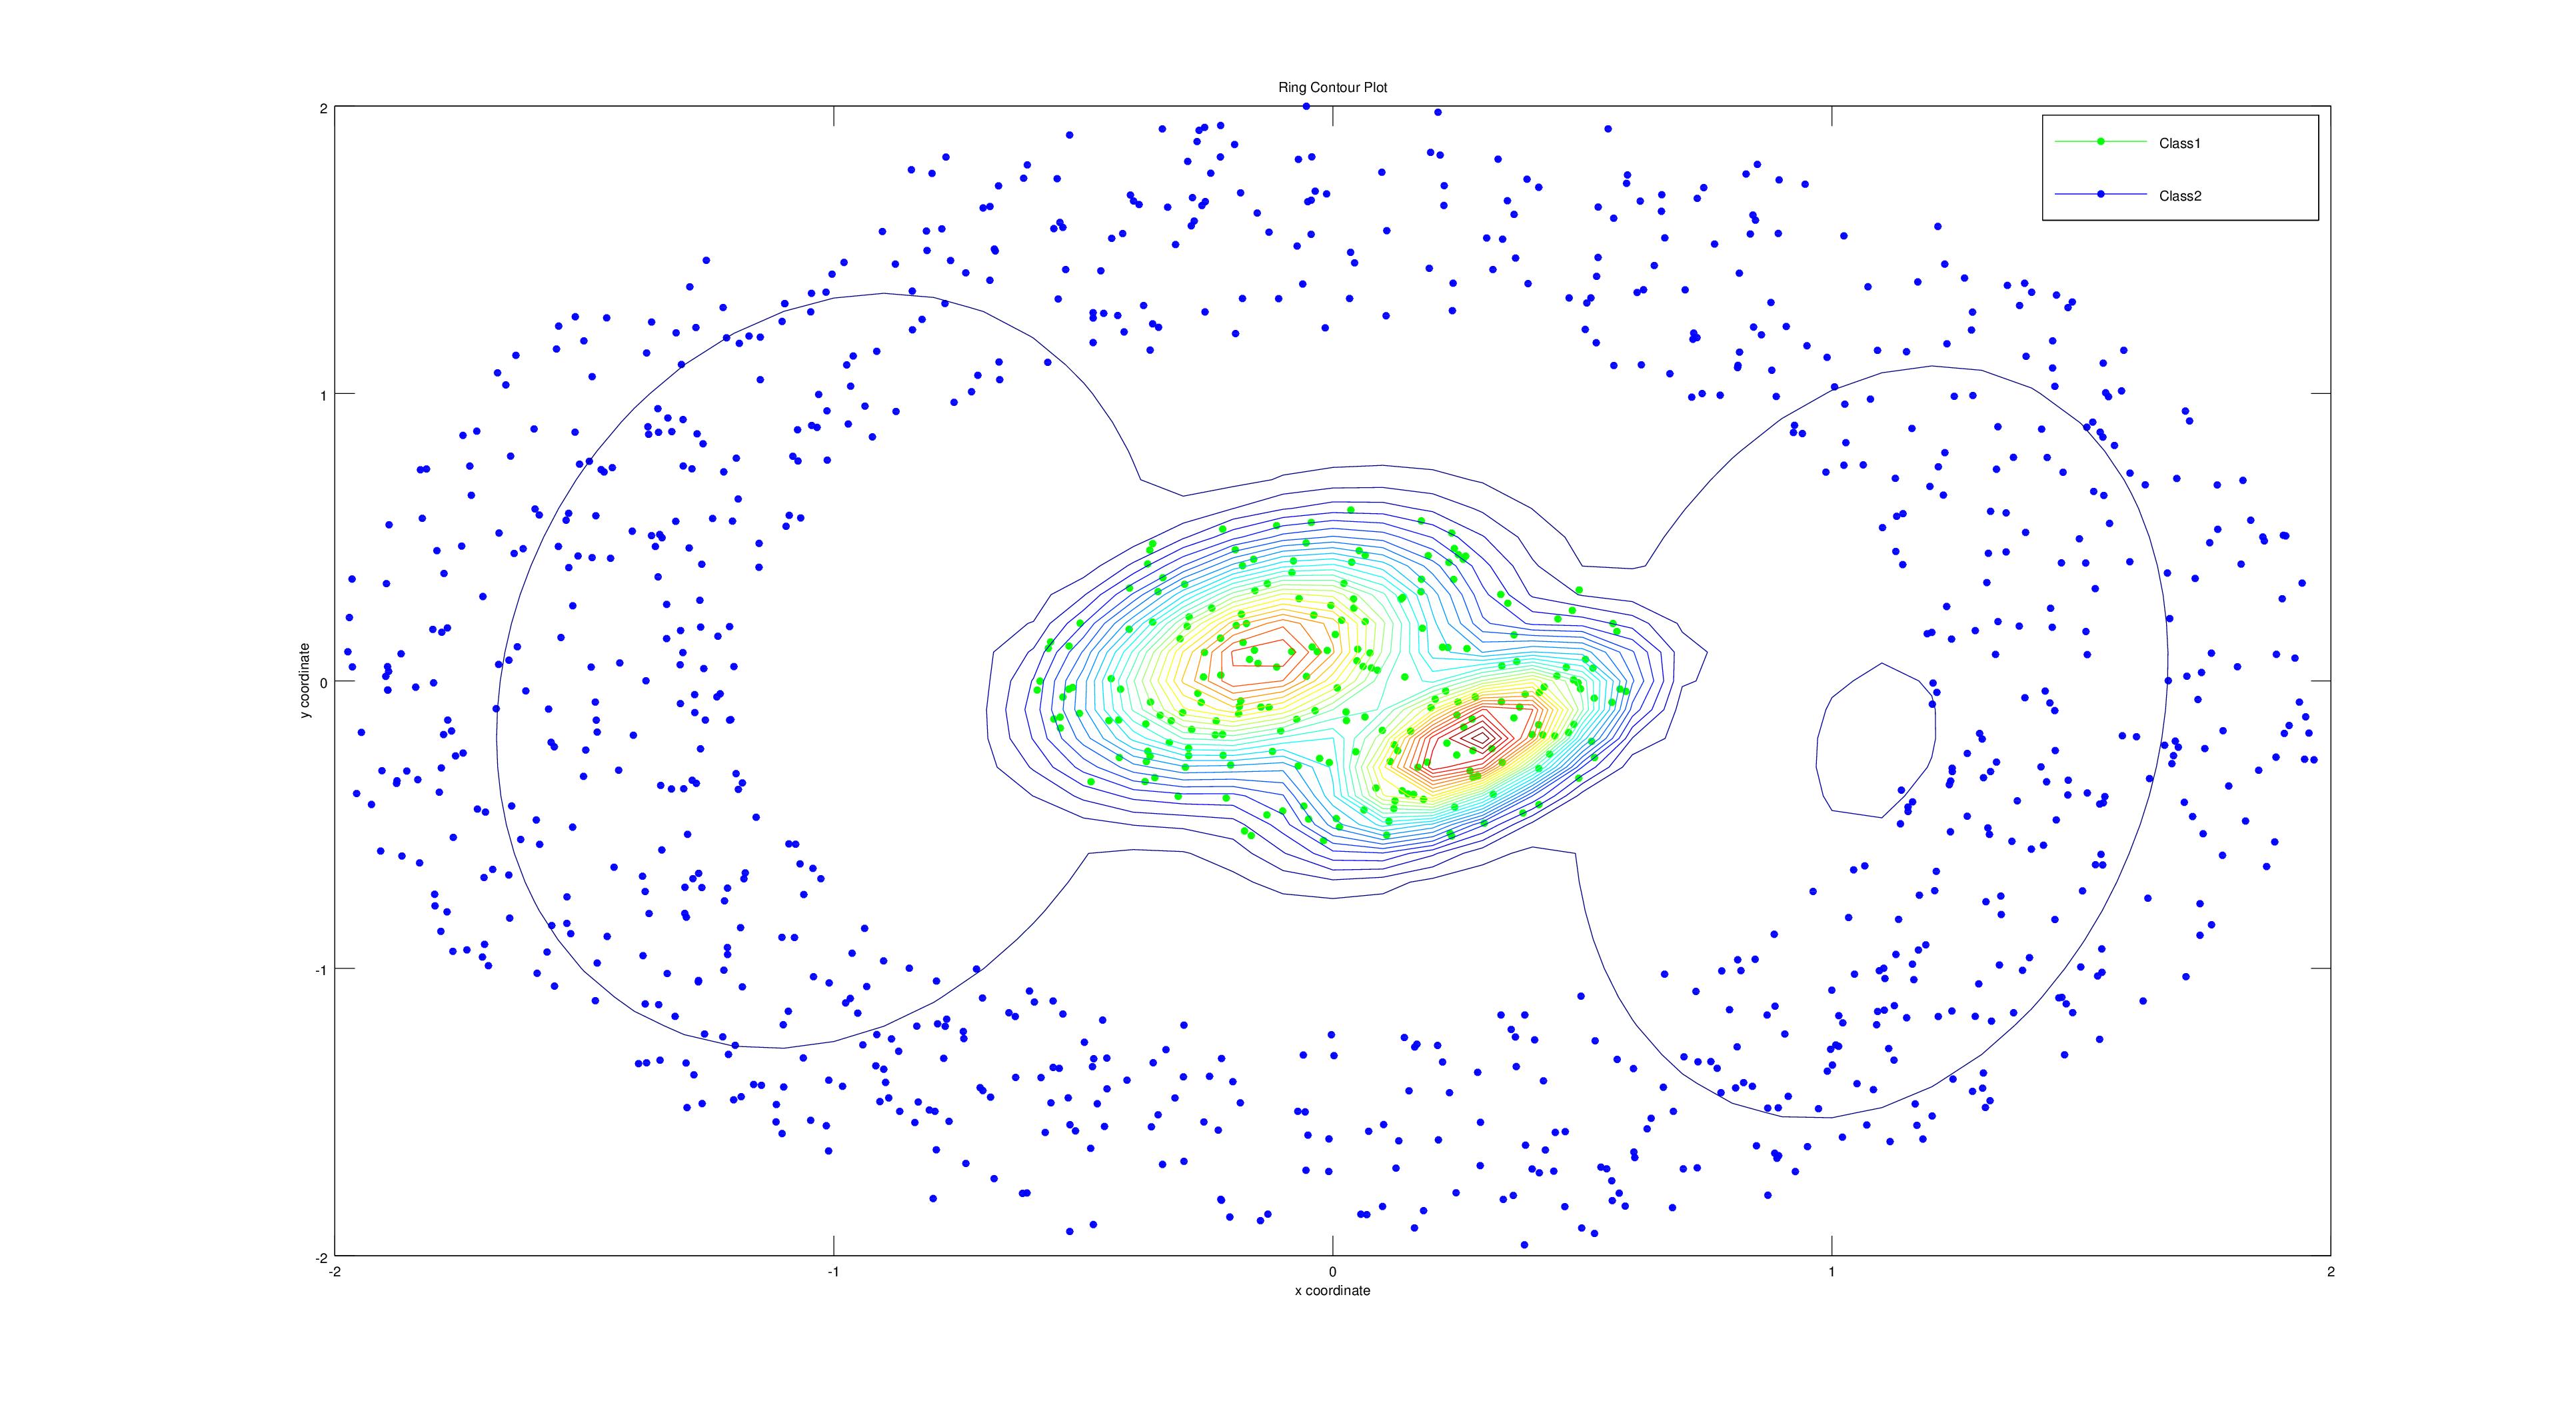 Ring Contour Plot
2
Class1
Class2
1
y coordinate
0
-1
-2
-2 -1 0 1 2
x coordinate